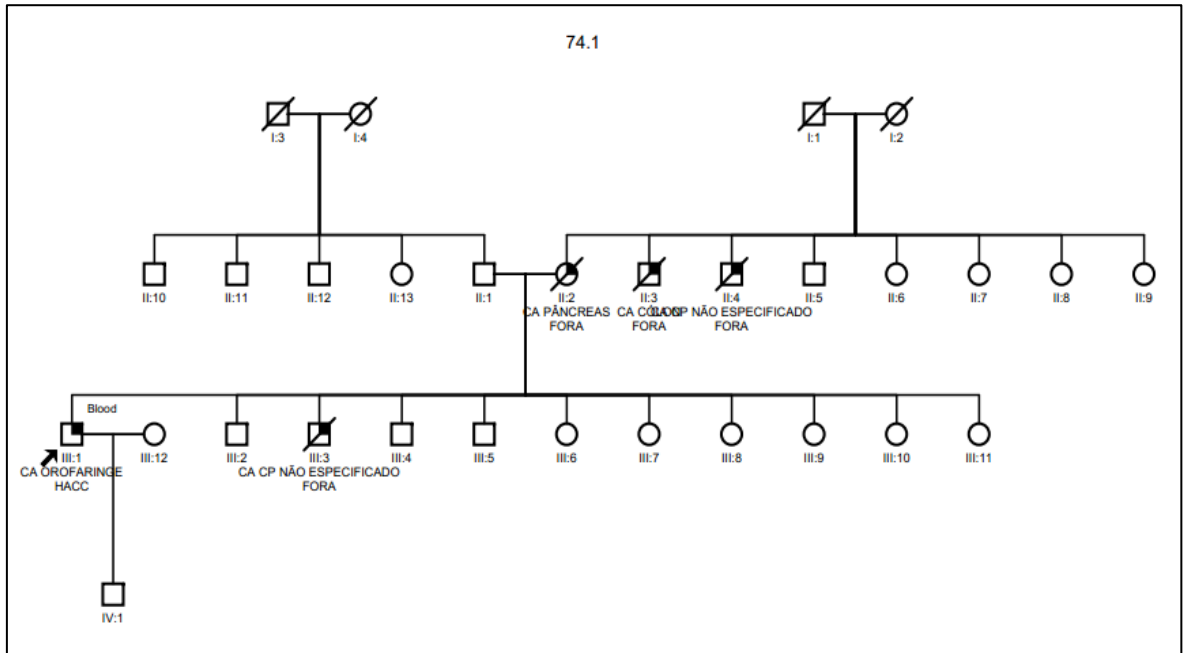 74.1
I:3
I:4
I:1
I:2
II:10
II:11
II:12
II:13
II:1
II:2
II:3
II:4
II:5
II:6
II:7
II:8
II:9
CA PÂNCREAS
FORA
CA CÓLON
FORA
CA CP NÃO ESPECIFICADO
FORA
Blood
III:1
III:12
III:2
III:3
III:4
III:5
III:6
III:7
III:8
III:9
III:10
III:11
CA OROFARINGE
HACC
CA CP NÃO ESPECIFICADO
FORA
IV:1